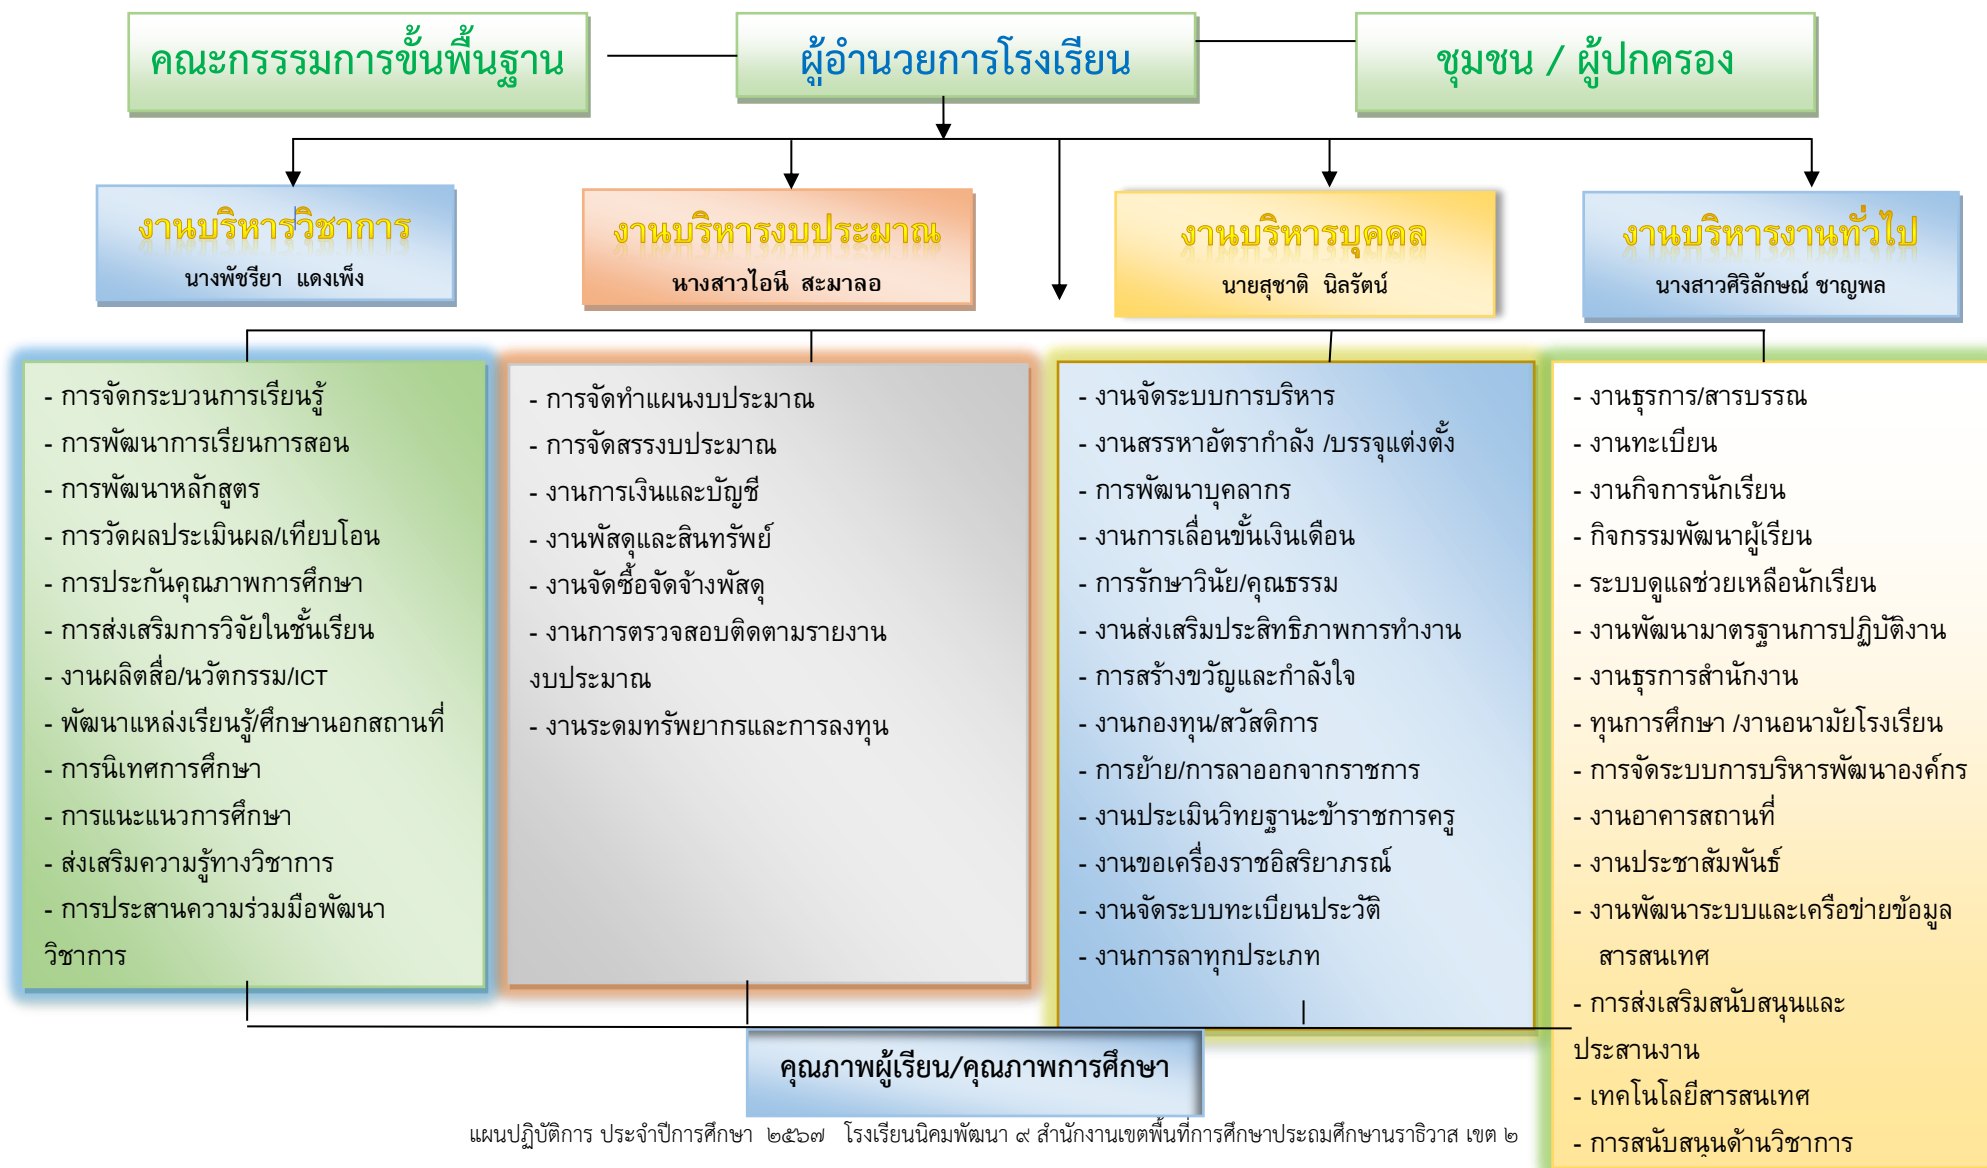 คณะกรรรมการขั้นพื้นฐาน
ผู้อำนวยการโรงเรียน
ชุมชน / ผู้ปกครอง
งานบริหารวิชาการ
นางพัชรียา แดงเพ็ง
งานบริหารงบประมาณ
นางสาวไอนี สะมาลอ
งานบริหารบุคคล
นายสุชาติ นิลรัตน์
งานบริหารงานทั่วไป
นางสาวศิริลักษณ์ ชาญพล
- การจัดกระบวนการเรียนรู้
- การพัฒนาการเรียนการสอน
- การพัฒนาหลักสูตร
- การวัดผลประเมินผล/เทียบโอน
- การประกันคุณภาพการศึกษา
- การส่งเสริมการวิจัยในชั้นเรียน
- งานผลิตสื่อ/นวัตกรรม/ICT
- พัฒนาแหล่งเรียนรู้/ศึกษานอกสถานที่
- การนิเทศการศึกษา
- การแนะแนวการศึกษา
- ส่งเสริมความรู้ทางวิชาการ
- การประสานความร่วมมือพัฒนา
วิชาการ
- การจัดทำแผนงบประมาณ
- การจัดสรรงบประมาณ
- งานการเงินและบัญชี
- งานพัสดุและสินทรัพย์
- งานจัดซื้อจัดจ้างพัสดุ
- งานการตรวจสอบติดตามรายงาน
งบประมาณ
- งานระดมทรัพยากรและการลงทุน
- งานจัดระบบการบริหาร
- งานสรรหาอัตรากำลัง /บรรจุแต่งตั้ง
- การพัฒนาบุคลากร
- งานการเลื่อนขั้นเงินเดือน
- การรักษาวินัย/คุณธรรม
- งานส่งเสริมประสิทธิภาพการทำงาน
- การสร้างขวัญและกำลังใจ
- งานกองทุน/สวัสดิการ
- การย้าย/การลาออกจากราชการ
- งานประเมินวิทยฐานะข้าราชการครู
- งานขอเครื่องราชอิสริยาภรณ์
- งานจัดระบบทะเบียนประวัติ
- งานการลาทุกประเภท
- งานธุรการ/สารบรรณ
- งานทะเบียน
- งานกิจการนักเรียน
- กิจกรรมพัฒนาผู้เรียน
- ระบบดูแลช่วยเหลือนักเรียน
- งานพัฒนามาตรฐานการปฏิบัติงาน
- งานธุรการสำนักงาน
- ทุนการศึกษา /งานอนามัยโรงเรียน
- การจัดระบบการบริหารพัฒนาองค์กร
- งานอาคารสถานที่
- งานประชาสัมพันธ์
- งานพัฒนาระบบและเครือข่ายข้อมูล
สารสนเทศ
- การส่งเสริมสนับสนุนและ
ประสานงาน
- เทคโนโลยีสารสนเทศ
- การสนับสนุนด้านวิชาการ
คุณภาพผู้เรียน/คุณภาพการศึกษา
แผนปฏิบัติการ ประจำปีการศึกษา ๒๕๖๗ โรงเรียนนิคมพัฒนา ๙ สำนักงานเขตพื้นที่การศึกษาประถมศึกษานราธิวาส เขต ๒